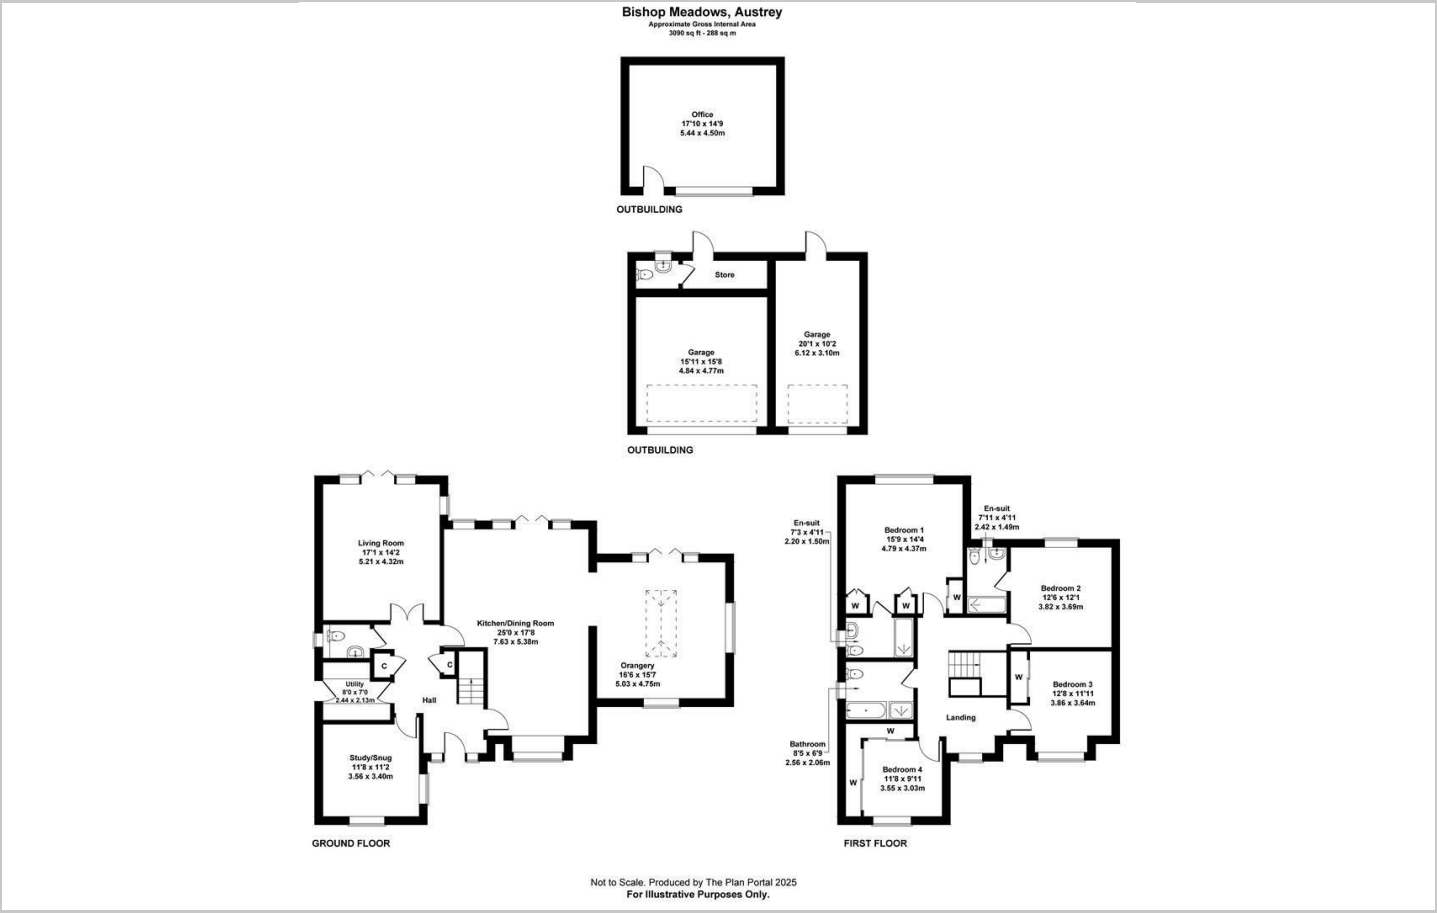 Bishop Meadows, Austrey
Approximate Gross Internal Area
3090 sq ft - 288 sq m
Office
17'10 x 14'9
5.44 x 4.50m
OUTBUILDING
Store
Garage
15'11 x 15'8
4.84 x 4.77m
Garage
20'1 x 10'2
6.12 x 3.10m
OUTBUILDING
Living Room
17'1 x 14'2
5.21 x 4.32m
Kitchen/Dining Room
25'0 x 17'8
7.63 x 5.38m
Orangery
16'6 x 15'7
5.03 x 4.75m
C
C
Utility
8'0 x 7'0
2.44 x 2.13m
Hall
Study/Snug
11'8 x 11'2
3.56 x 3.40m
GROUND FLOOR
En-suit
7'3 x 4'11
2.20 x 1.50m
Bedroom 1
15'9 x 14'4
4.79 x 4.37m
En-suit
7'11 x 4'11
2.42 x 1.49m
Bedroom 2
12'6 x 12'1
3.82 x 3.69m
W
W
W
W
Bedroom 3
12'8 x 11'11
3.86 x 3.64m
Landing
Bathroom
8'5 x 6'9
2.56 x 2.06m
W
W
Bedroom 4
11'8 x 9'11
3.55 x 3.03m
FIRST FLOOR
Not to Scale. Produced by The Plan Portal 2025
For Illustrative Purposes Only.